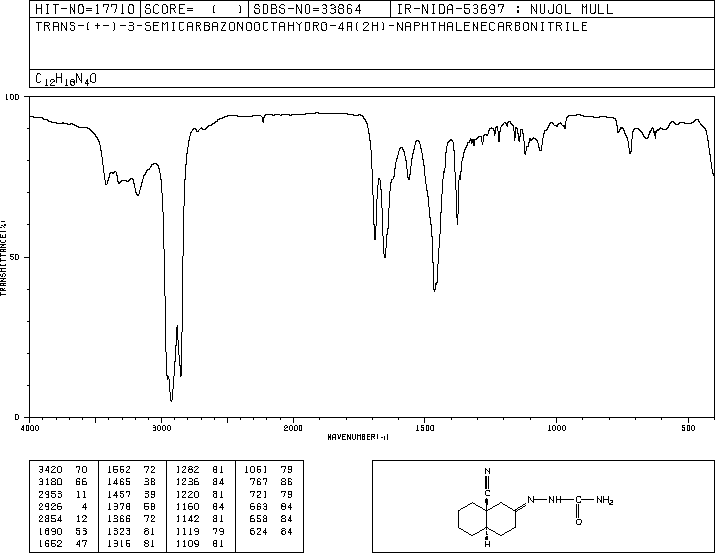 HIT-NO=17710 SCORE= ( ) SDBS-NO=33864 IR-NIDA-53697 : NUJOL MULL
TRANS-(+-)-3-SEMICARBAZONOOCTAHYDRO-4A(2H)-NAPHTHALENECARBONITRILE
C12H18N4O
100
50
0
TRANSMITTANCE(%)
4000 3000 2000 1500 1000 500
WAVENUMBER(-1)
3420 70 1562 72 1282 81 1061 79
3180 66 1465 38 1236 84 767 86
2953 11 1457 39 1220 81 721 79
2926 4 1378 58 1160 84 663 84
2854 12 1366 72 1142 81 658 84
1690 53 1323 81 1119 79 624 84
1652 47 1316 81 1109 81
N
C
N—NH—C—NH2
O
H